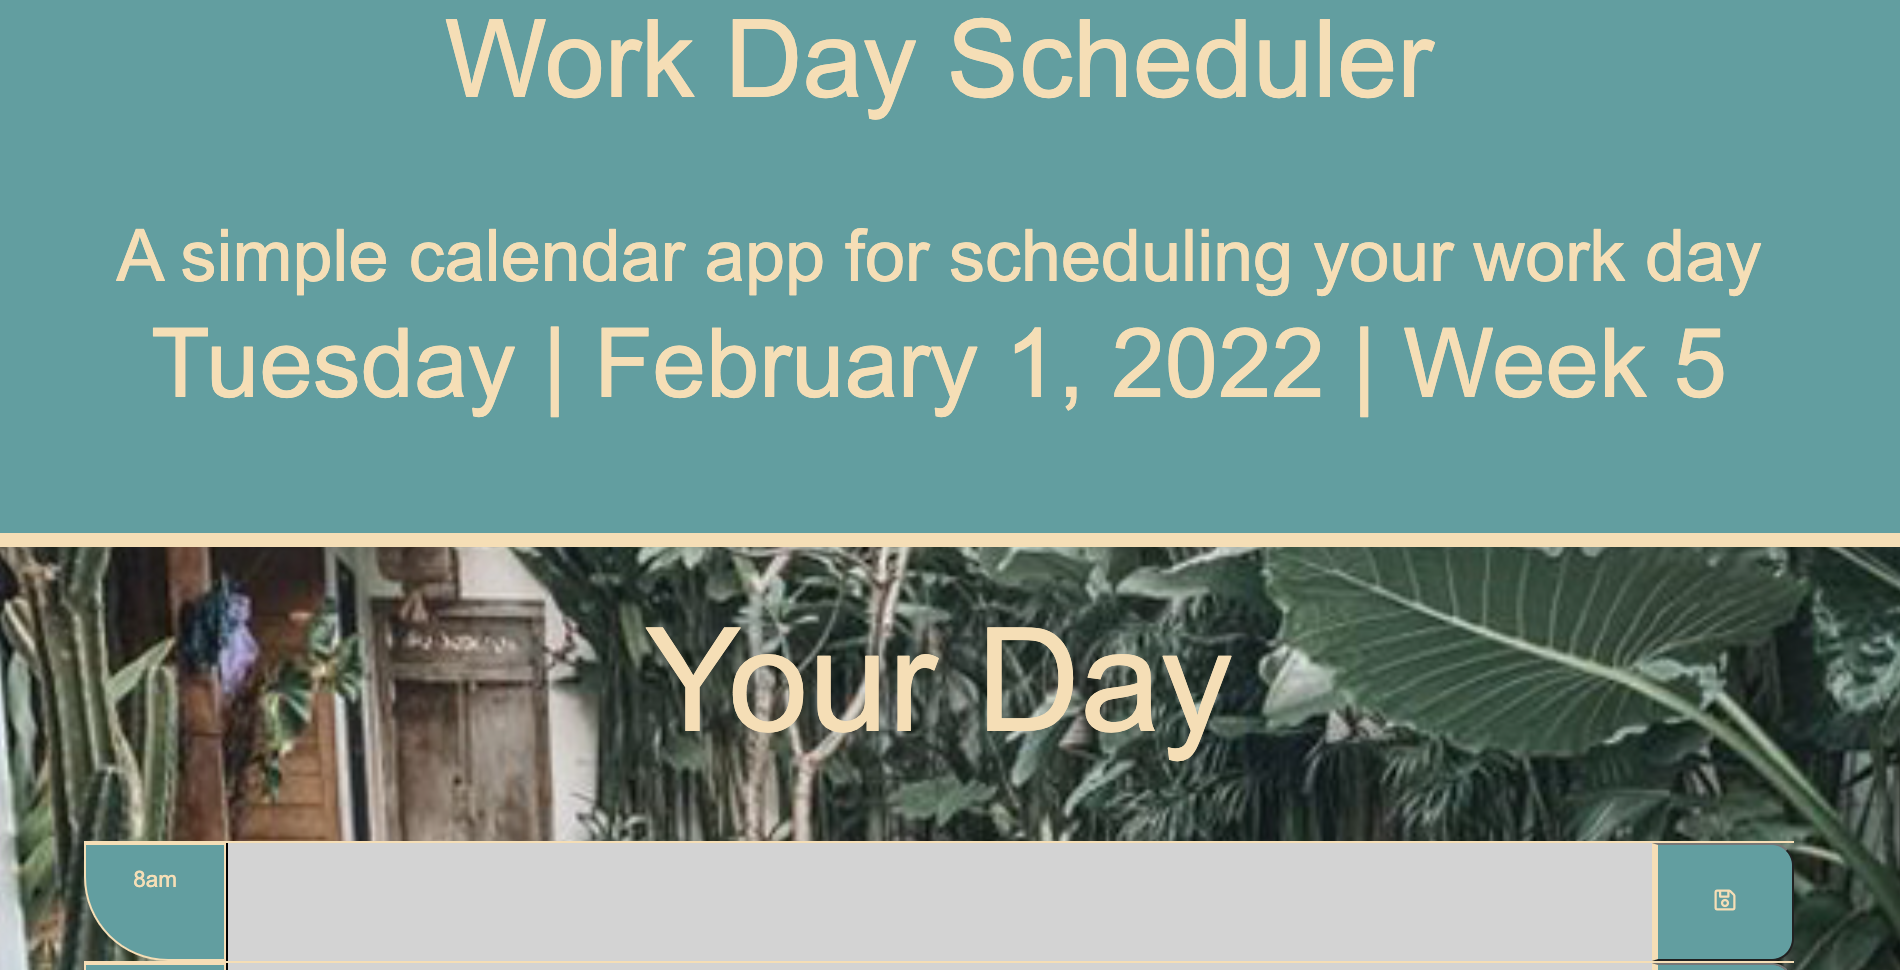 Work Day Scheduler
A simple calendar app for scheduling your work day
Tuesday | February 1, 2022 | Week 5
Your Day
8am